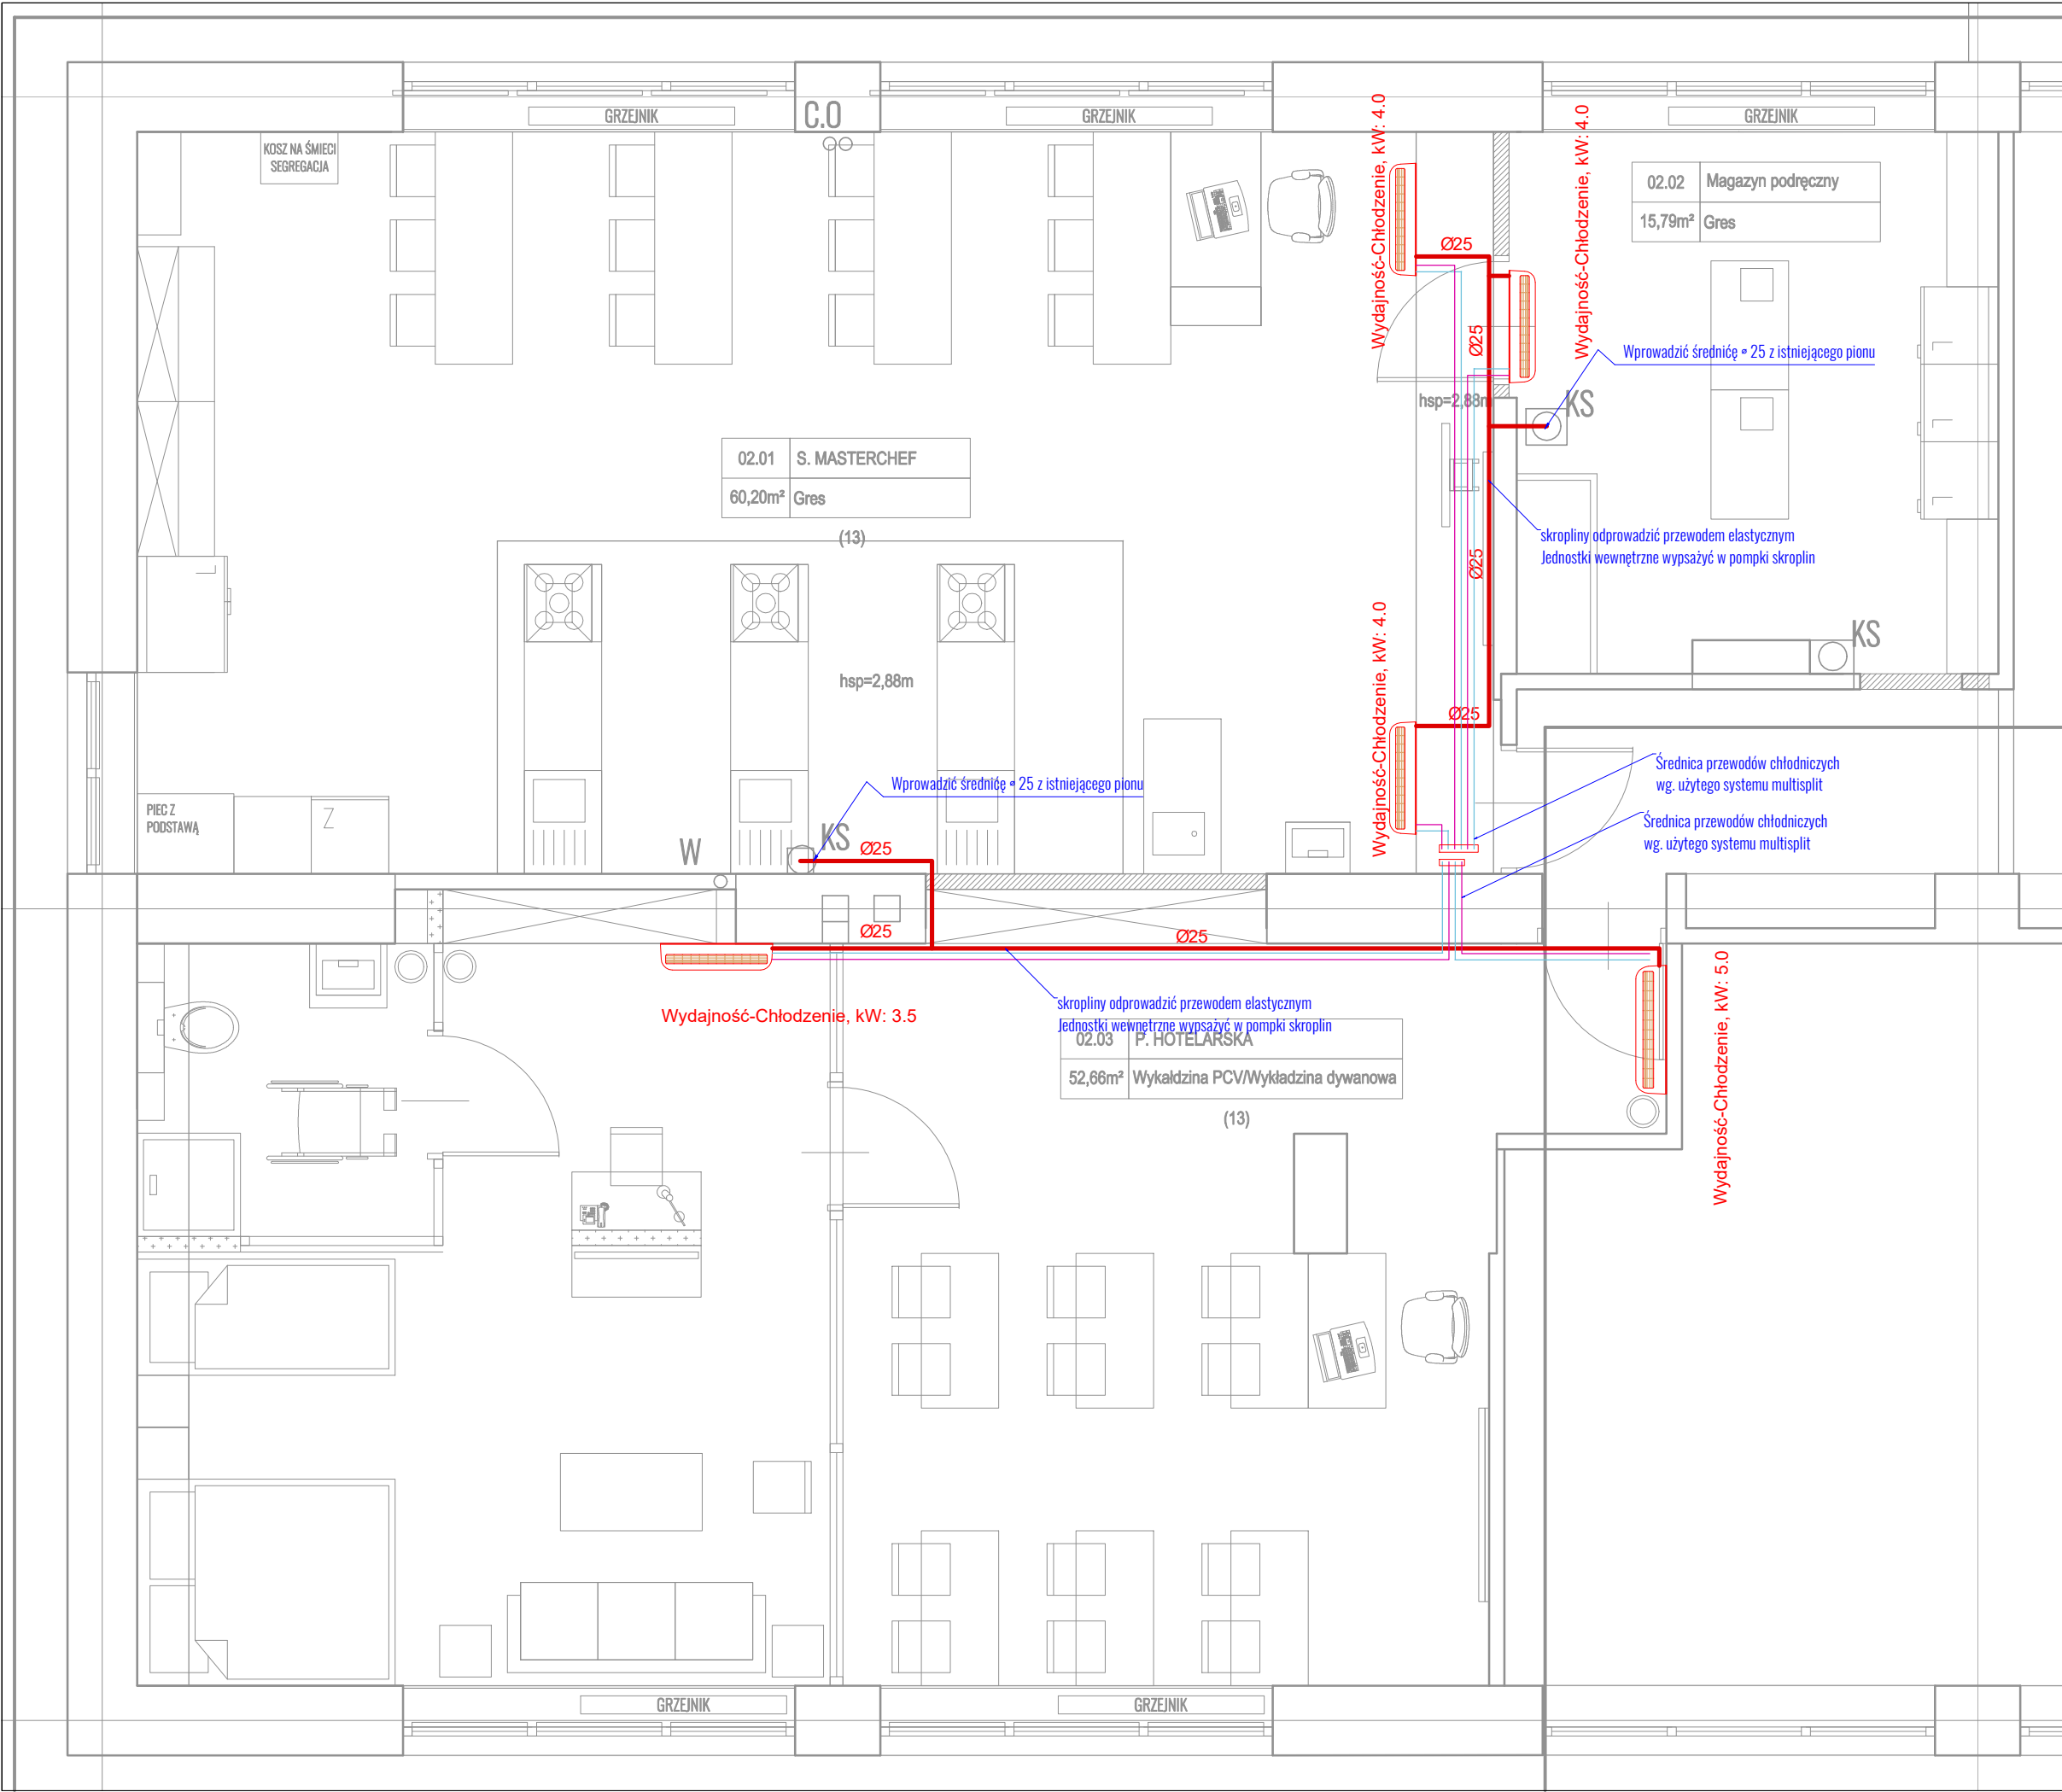 GRZEJNIK
C.O
GRZEJNIK
GRZEJNIK
KOSZ NA ŚMIECI
SEGREGACJA
Wydajność-Chłodzenie, kW: 4.0
Wydajność-Chłodzenie, kW: 4.0
02.02 Magazyn podręczny
15,79m² Gres
Ø25
Ø25
Wprowadzić średnicę ⌀ 25 z istniejącego pionu
hsp=2,88m
KS
02.01 S. MASTERCHEF
60,20m² Gres
(13)
skropliny odprowadzić przewodem elastycznym
Jednostki wewnętrzne wypsażyć w pompki skroplin
Ø25
Wydajność-Chłodzenie, kW: 4.0
KS
hsp=2,88m
Ø25
Średnica przewodów chłodniczych
wg. użytego systemu multisplit
Wprowadzić średnicę ⌀ 25 z istniejącego pionu
PIEC Z
PODSTAWĄ
Z
Średnica przewodów chłodniczych
wg. użytego systemu multisplit
W
KS
Ø25
Ø25
Ø25
Wydajność-Chłodzenie, kW: 3.5
Wydajność-Chłodzenie, kW: 5.0
skropliny odprowadzić przewodem elastycznym
Jednostki wewnętrzne wypsażyć w pompki skroplin
02.03 P. HOTELARSKA
52,66m² Wykałdzina PCV/Wykładzina dywanowa
(13)
GRZEJNIK
GRZEJNIK